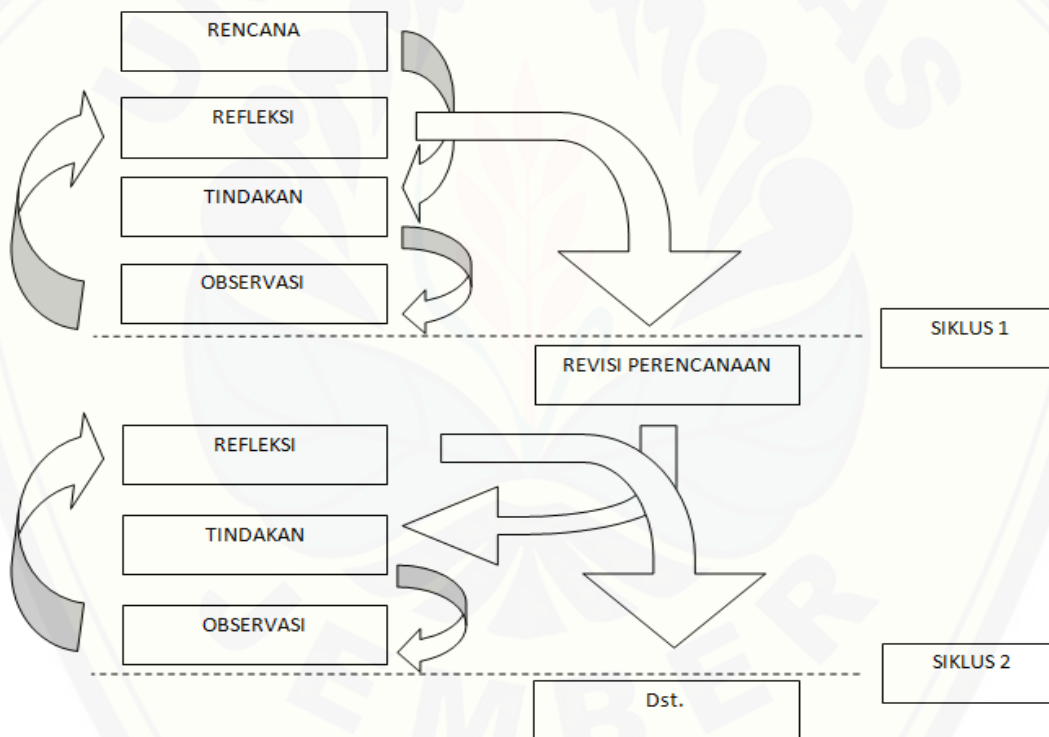 RENCANA
REFLEKSI
TINDAKAN
OBSERVASI
SIKLUS 1
REVISI PERENCANAAN
REFLEKSI
TINDAKAN
OBSERVASI
SIKLUS 2
Dst.